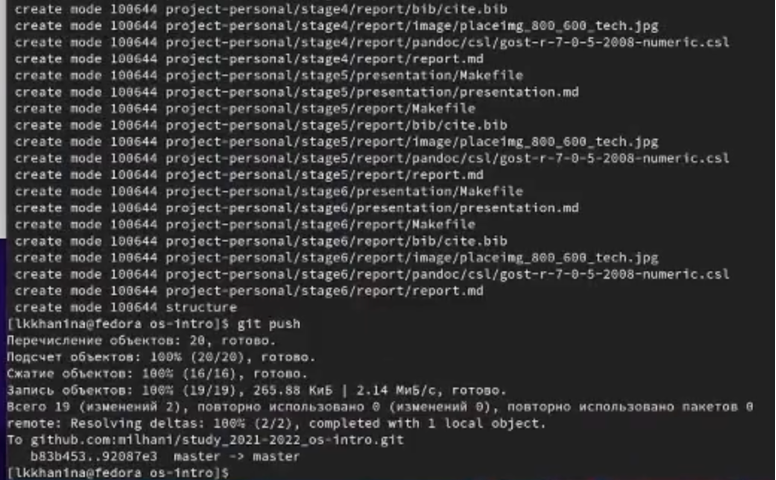 create mode 100644 project-personal/stage4/report/bib/cite.bib
create mode 100644 project-personal/stage4/report/image/placeimg_800_600_tech.jpg
create mode 100644 project-personal/stage4/report/pandoc/csl/gost-r-7-0-5-2008-numeric.csl
create mode 100644 project-personal/stage4/report/report.md
create mode 100644 project-personal/stage5/presentation/Makefile
create mode 100644 project-personal/stage5/presentation/presentation.md
create mode 100644 project-personal/stage5/report/Makefile
create mode 100644 project-personal/stage5/report/bib/cite.bib
create mode 100644 project-personal/stage5/report/image/placeimg_800_600_tech.jpg
create mode 100644 project-personal/stage5/report/pandoc/csl/gost-r-7-0-5-2008-numeric.csl
create mode 100644 project-personal/stage5/report/report.md
create mode 100644 project-personal/stage6/presentation/Makefile
create mode 100644 project-personal/stage6/presentation/presentation.md
create mode 100644 project-personal/stage6/report/Makefile
create mode 100644 project-personal/stage6/report/bib/cite.bib
create mode 100644 project-personal/stage6/report/image/placeimg_800_600_tech.jpg
create mode 100644 project-personal/stage6/report/pandoc/csl/gost-r-7-0-5-2008-numeric.csl
create mode 100644 project-personal/stage6/report/report.md
create mode 100644 structure
[lkkhanina@fedora os-intro]$ git push
Перечисление объектов: 20, готово.
Подсчет объектов: 100% (20/20), готово.
Сжатие объектов: 100% (16/16), готово.
Запись объектов: 100% (19/19), 265.88 КиБ | 2.14 МиБ/с, готово.
Всего 19 (изменений 2), повторно использовано 0 (изменений 0), повторно использовано пакетов 0
remote: Resolving deltas: 100% (2/2), completed with 1 local object.
To github.com:milhani/study_2021-2022_os-intro.git
b83b453..92087e3 master -> master
[lkkhanina@fedora os-intro]$